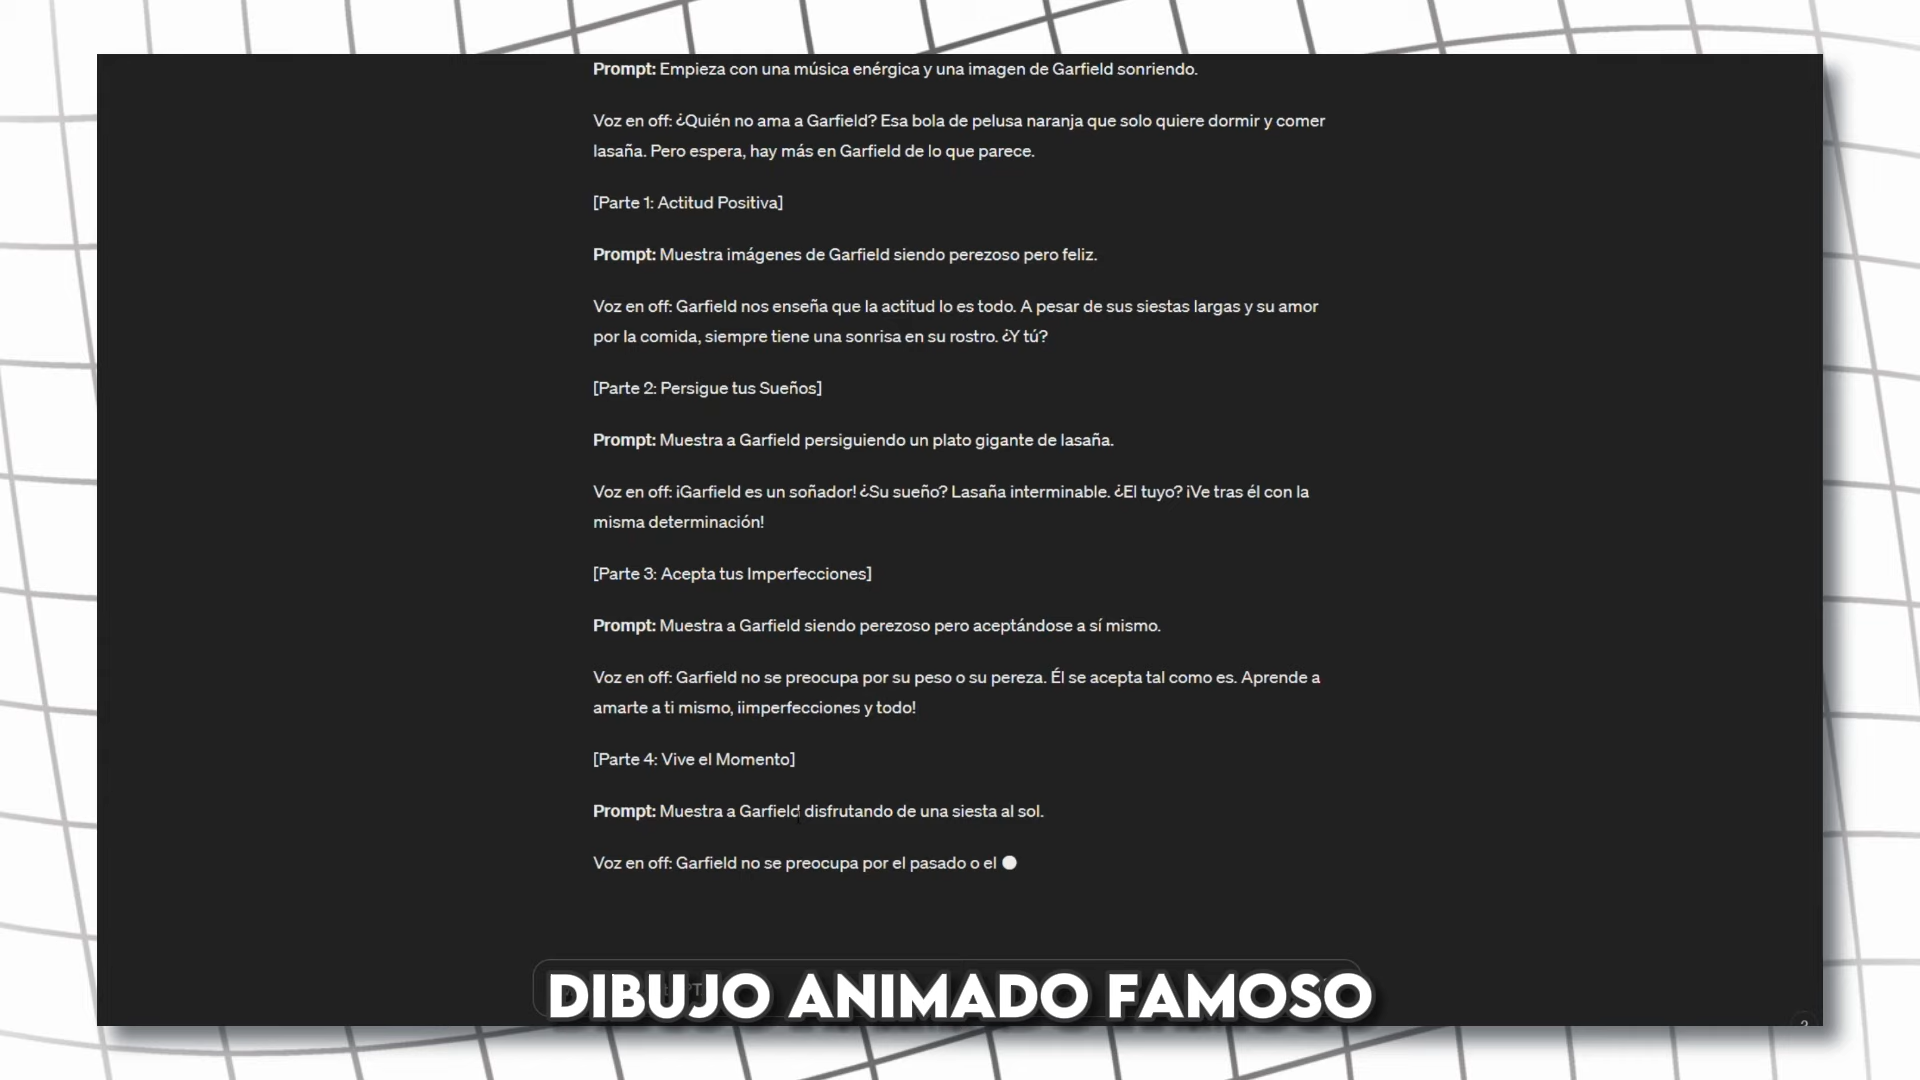 Prompt: Empieza con una música enérgica y una imagen de Garfield sonriendo.
Voz en off: ¿Quién no ama a Garfield? Esa bola de pelusa naranja que solo quiere dormir y comer
lasaña. Pero espera, hay más en Garfield de lo que parece.
[Parte 1: Actitud Positiva]
Prompt: Muestra imágenes de Garfield siendo perezoso pero feliz.
Voz en off: Garfield nos enseña que la actitud lo es todo. A pesar de sus siestas largas y su amor
por la comida, siempre tiene una sonrisa en su rostro. ¿Y tú?
[Parte 2: Persigue tus Sueños]
Prompt: Muestra a Garfield persiguiendo un plato gigante de lasaña.
Voz en off: ¡Garfield es un soñador! ¿Su sueño? Lasaña interminable. ¿El tuyo? ¡Ve tras él con la
misma determinación!
[Parte 3: Acepta tus Imperfecciones]
Prompt: Muestra a Garfield siendo perezoso pero aceptándose a sí mismo.
Voz en off: Garfield no se preocupa por su peso o su pereza. Él se acepta tal como es. Aprende a
amarte a ti mismo, ¡imperfecciones y todo!
[Parte 4: Vive el Momento]
Prompt: Muestra a Garfield disfrutando de una siesta al sol.
Voz en off: Garfield no se preocupa por el pasado o el
DIBUJO ANIMADO FAMOSO